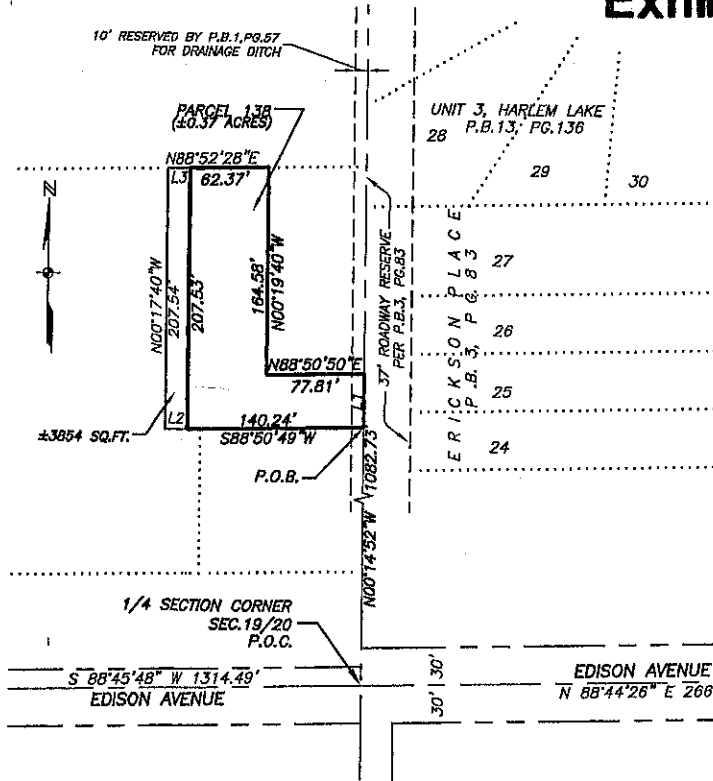 10' RESERVED BY P.B.1,PG.57
FOR DRAINAGE DITCH
PARCEL 138
(±0.37 ACRES)
UNIT 3, HARLEM LAKE
P.B.13, PG.136
28
29
30
N88°52'28"E
L3
62.37'
N
N00°17'40"W
207.54'
207.53'
164.58'
N00°19'40"W
37' ROADWAY RESERVE
PER P.B.3, PG.83
ERICKSON PLACE
P.B.3, PG.83
27
26
25
24
N88°50'50"E
77.81'
L1
L2
140.24'
S88°50'49"W
±3854 SQ.FT.
P.O.B.
1082.73
N00°14'52"W
1/4 SECTION CORNER
SEC.19/20
P.O.C.
S 88°45'48" W 1314.49'
EDISON AVENUE
30'
30'
EDISON AVENUE
N 88°44'26" E 266